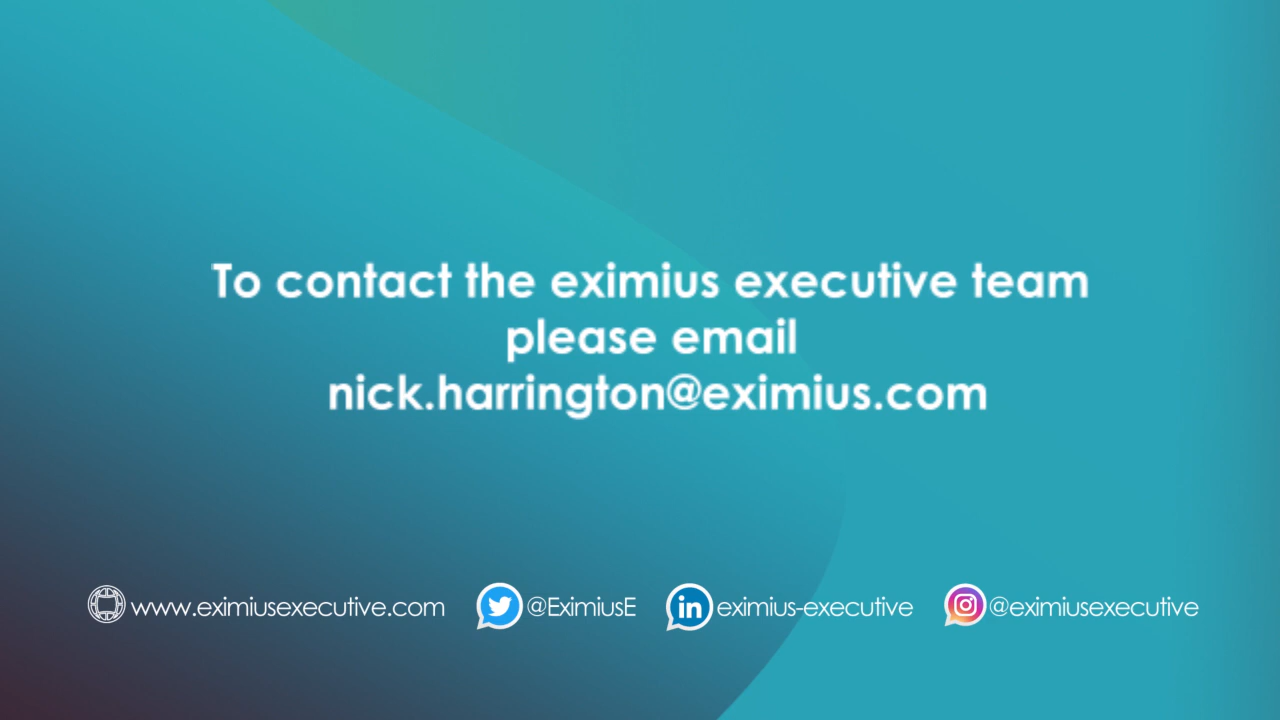 To contact the eximius executive team
please email
nick.harrington@eximius.com
www.eximiusexecutive.com @EximiusE eximius-executive @eximiusexecutive